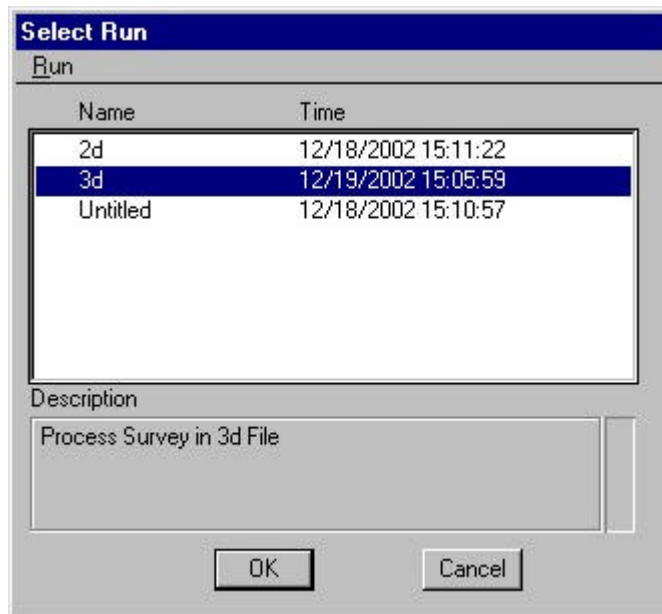 Select Run
Run
Name Time
2d 12/18/2002 15:11:22
3d 12/19/2002 15:05:59
Untitled 12/18/2002 15:10:57
Description
Process Survey in 3d File
OK Cancel